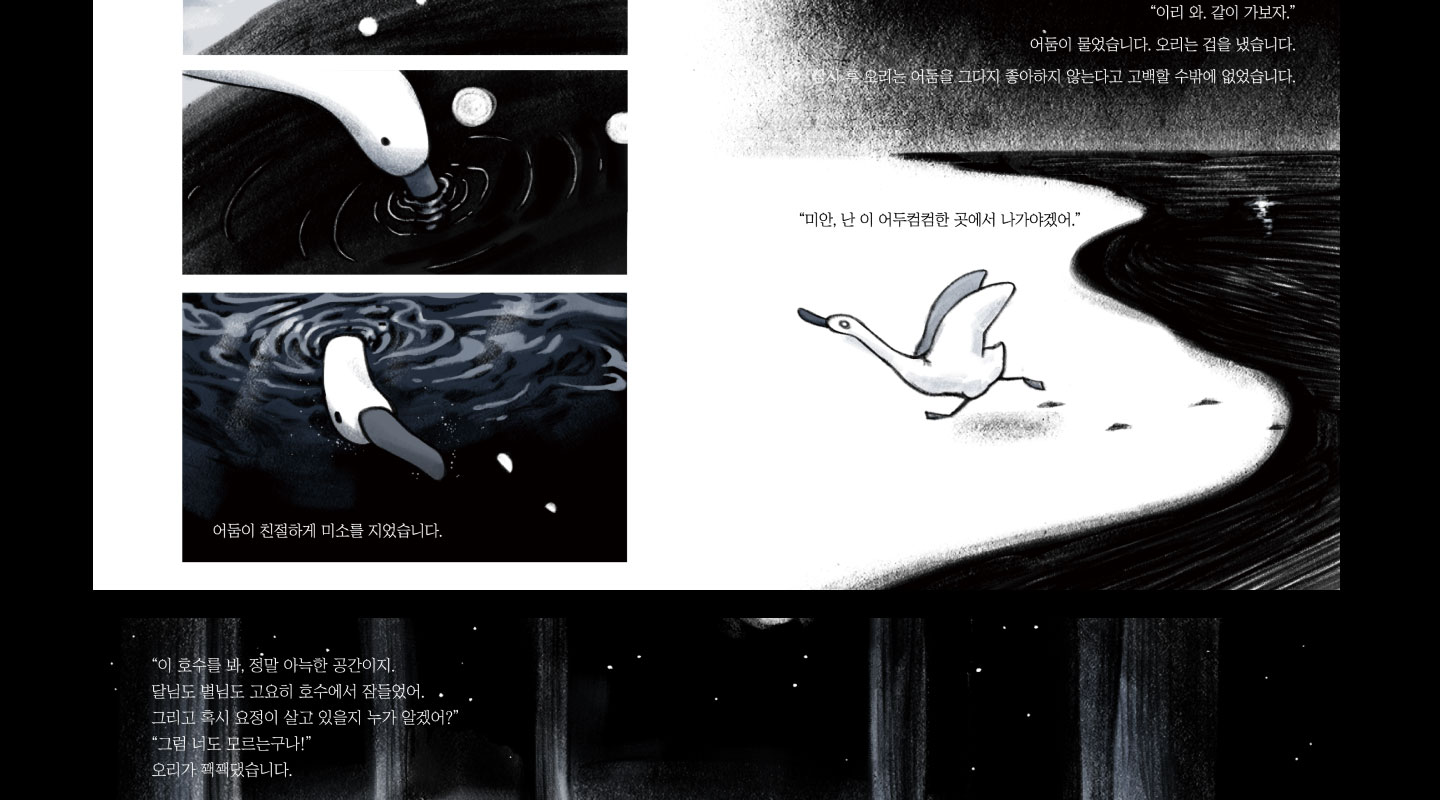 어둠이 친절하게 미소를 지었습니다.
“이리 와. 같이 가보자.”
어둠이 물었습니다. 오리는 겁을 냈습니다.
잠시 후 오리는 어둠을 그다지 좋아하지 않는다고 고백할 수밖에 없었습니다.
“미안, 난 이 어두컴컴한 곳에서 나가야겠어.”
“이 호수를 봐, 정말 아늑한 공간이지.
달님도 별님도 고요히 호수에서 잠들었어.
그리고 혹시 요정이 살고 있을지 누가 알겠어?”
“그럼 너도 모르는구나!”
오리가 꽥꽥댔습니다.